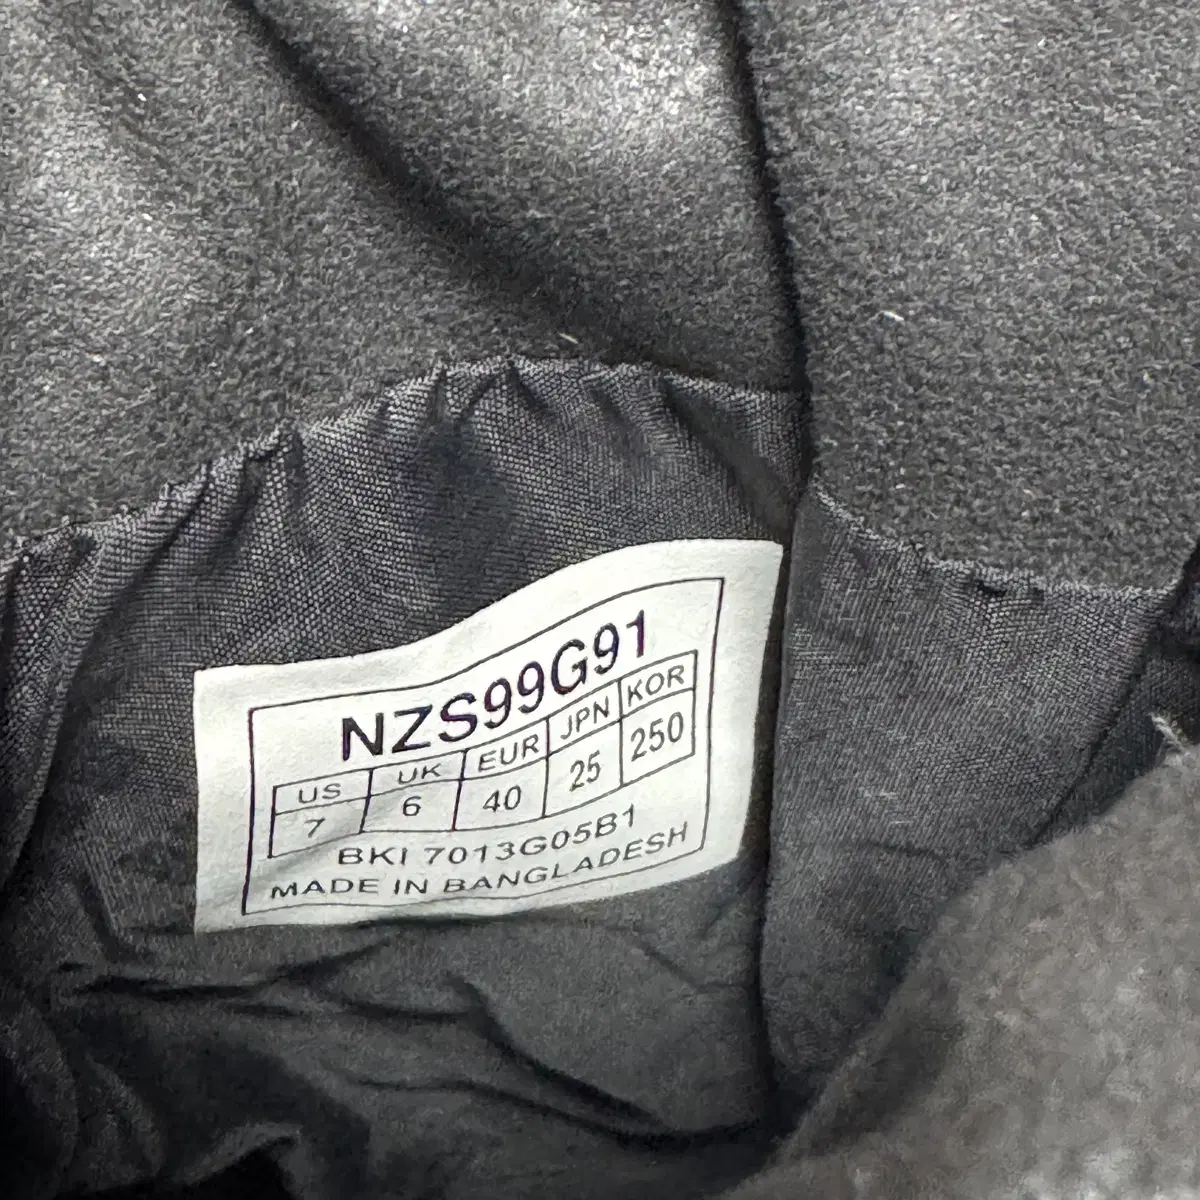 NZS99G91
US UK EUR JPN KOR
7 6 40 25 250
BKI 7013G05B1
MADE IN BANGLADESH